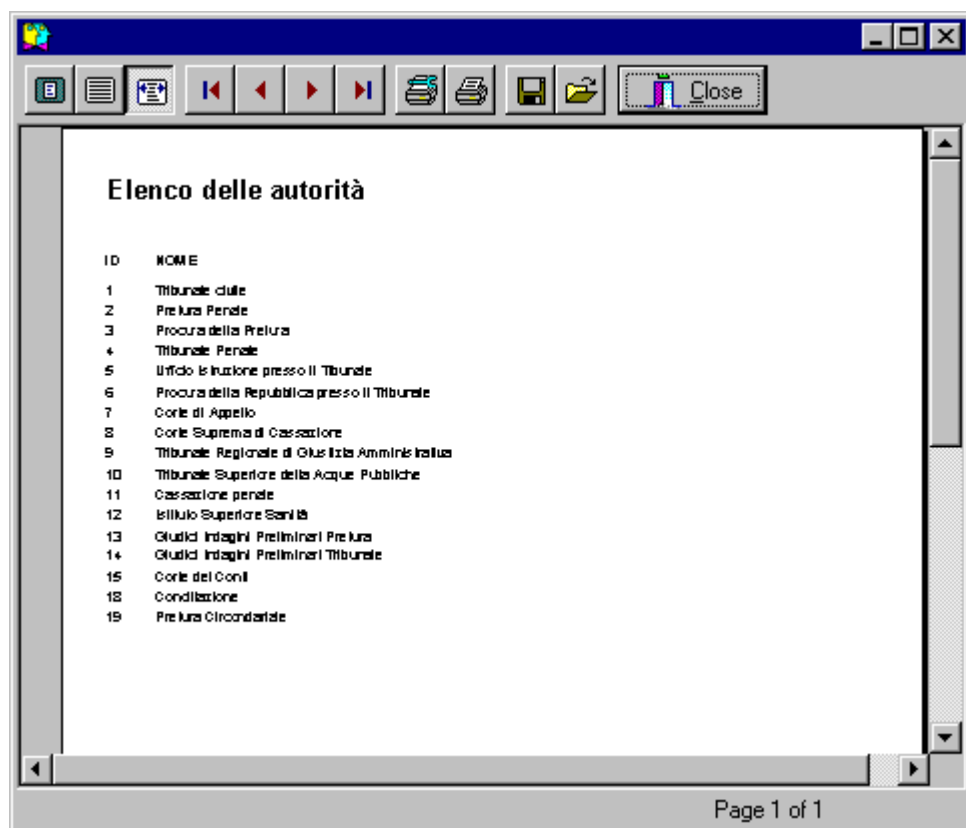 Close
Elenco delle autorità
ID NOME
1 Tribunale civile
2 Pretura Penale
3 Procura della Pretura
4 Tribunale Penale
5 Ufficio Istruzione presso il Tibunale
6 Procura della Repubblica presso il Tribunale
7 Corte di Appello
8 Corte Suprema di Cassazione
9 Tribunale Regionale di Giustizia Amministrativa
10 Tribunale Superiore della Acque Pubbliche
11 Cassazione penale
12 Istituto Superiore Sanità
13 Giudici Indagini Preliminari Pretura
14 Giudici Indagini Preliminari Tribunale
15 Corte dei Conti
18 Conciliazione
19 Pretura Circondariale
Page 1 of 1